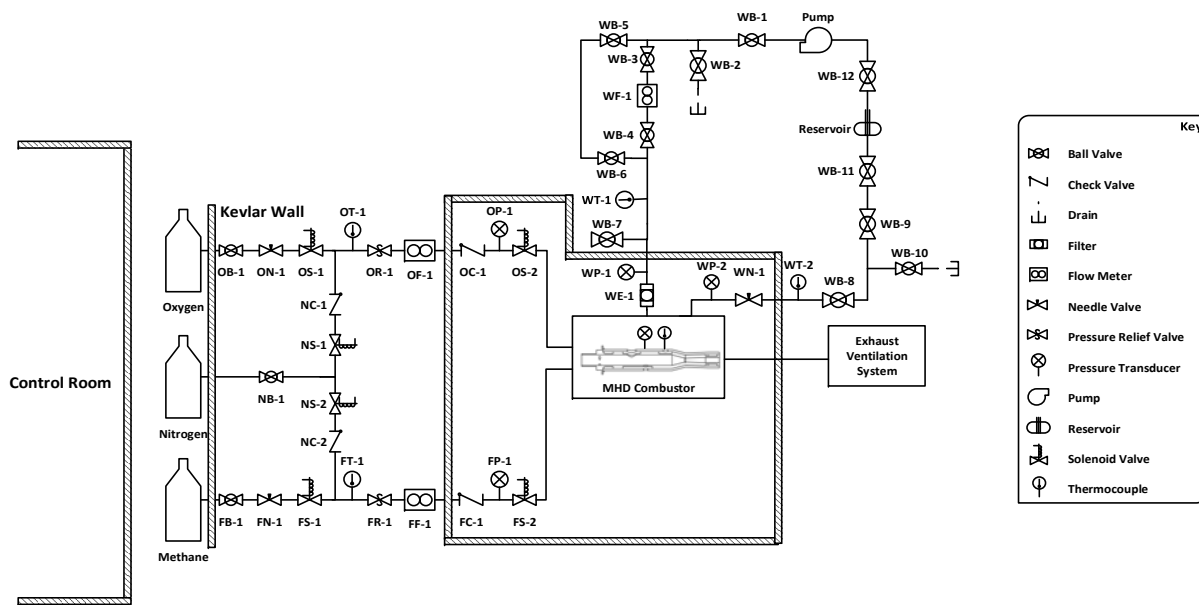 WB-5
WB-1
Pump
WB-3
WB-2
WB-12
WF-1
Reservoir
WB-4
WB-6
WB-11
WT-1
WB-9
WB-7
WB-10
Kevlar Wall
OT-1
OP-1
OB-1
ON-1
OS-1
OR-1
OF-1
OC-1
OS-2
WP-1
WP-2
WN-1
WT-2
WE-1
WB-8
Oxygen
NC-1
NS-1
Control Room
NB-1
NS-2
Nitrogen
NC-2
MHD Combustor
Exhaust
Ventilation
System
FT-1
FP-1
FB-1
FN-1
FS-1
FR-1
FF-1
FC-1
FS-2
Methane
Key
Ball Valve
Check Valve
Drain
Filter
Flow Meter
Needle Valve
Pressure Relief Valve
Pressure Transducer
Pump
Reservoir
Solenoid Valve
Thermocouple